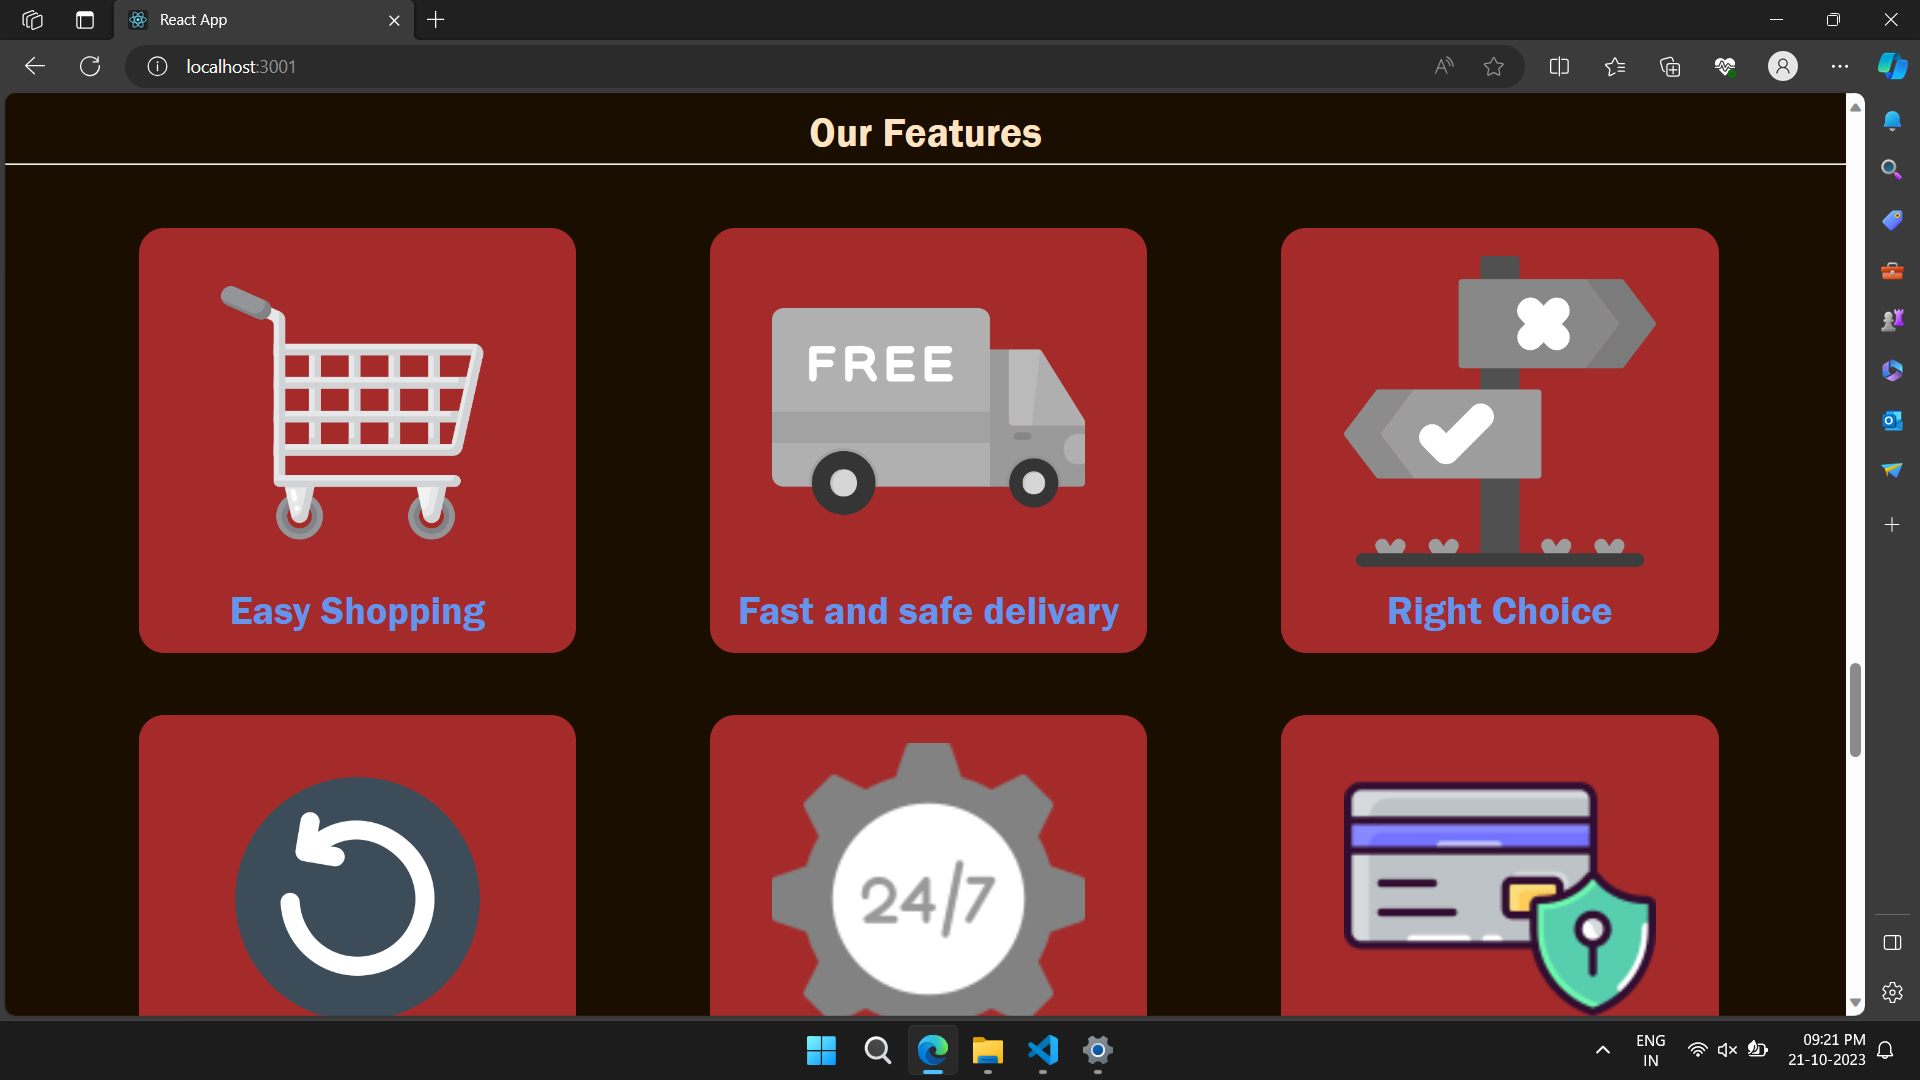 React App
localhost:3001
Our Features
FREE
Easy Shopping
Fast and safe delivary
Right Choice
24/7
ENG
IN
09:21 PM
21-10-2023